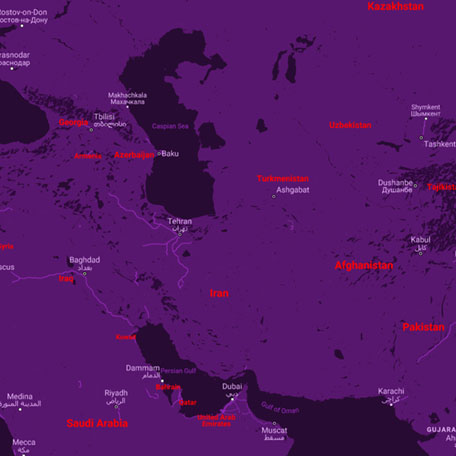 Kazakhstan
Rostov-on-Don
Ростов-на-Дону
Krasnodar
Краснодар
Makhachkala
Махачкала
Shymkent
Шымкент
Caspian Sea
Georgia
Tbilisi
თბილისი
Uzbekistan
Tashkent
Armenia
Azerbaijan
Baku
Turkmenistan
Ashgabat
Dushanbe
Душанбе
Tajikistan
Tehran
تهران
Kabul
کابل
Syria
scus
Baghdad
بغداد
Iraq
Afghanistan
Iran
Pakistan
Kuwait
Persian Gulf
Dammam
الدمام
Bahrain
Dubai
دبي
Riyadh
الرياض
Qatar
Karachi
کراچی
Medina
المدينة المنورة
Gulf of Oman
United Arab
Emirates
Saudi Arabia
Muscat
مسقط
GUJARA
Ah
Mecca
مكة